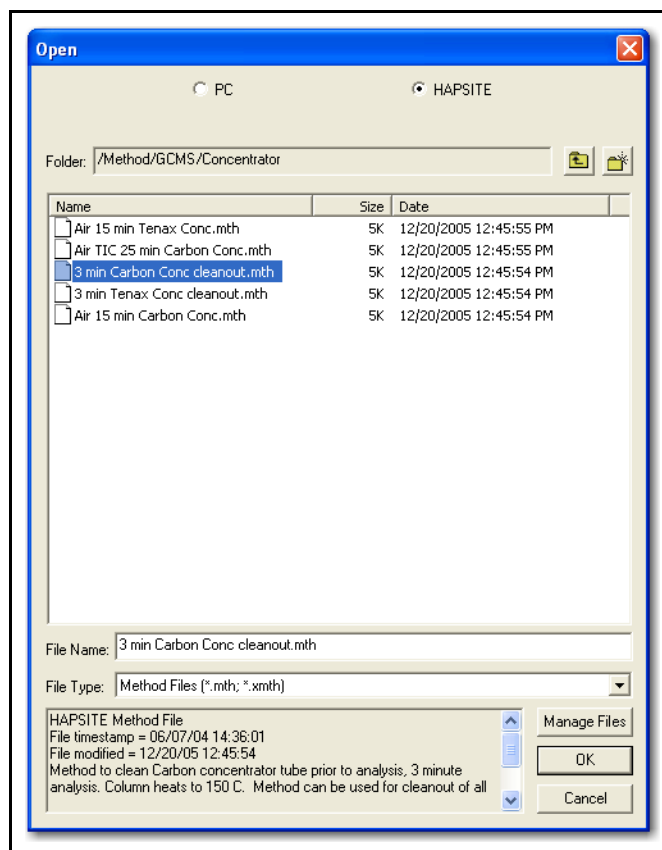 Open
PC HAPSITE
Folder: /Method/GCMS/Concentrator
Name Size Date
Air 15 min Tenax Conc.mth 5K 12/20/2005 12:45:55 PM
Air TIC 25 min Carbon Conc.mth 5K 12/20/2005 12:45:55 PM
3 min Carbon Conc cleanout.mth 5K 12/20/2005 12:45:54 PM
3 min Tenax Conc cleanout.mth 5K 12/20/2005 12:45:54 PM
Air 15 min Carbon Conc.mth 5K 12/20/2005 12:45:54 PM
File Name: 3 min Carbon Conc cleanout.mth
File Type: Method Files (*.mth; *.xmth)
HAPSITE Method File
File timestamp = 06/07/04 14:36:01
File modified = 12/20/05 12:45:54
Method to clean Carbon concentrator tube prior to analysis, 3 minute
analysis. Column heats to 150 C. Method can be used for cleanout of all
Manage Files
OK
Cancel